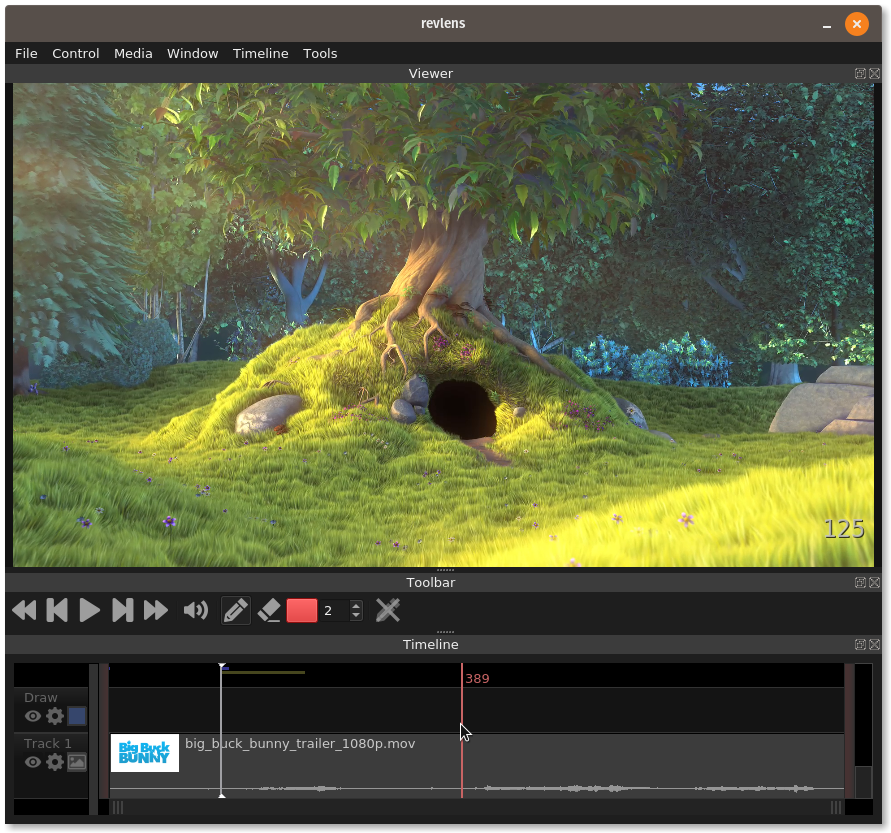 revlens
File Control Media Window Timeline Tools
Viewer
125
Toolbar
2
Timeline
389
Draw
Track 1
Big Buck
BUNNY
big_buck_bunny_trailer_1080p.mov